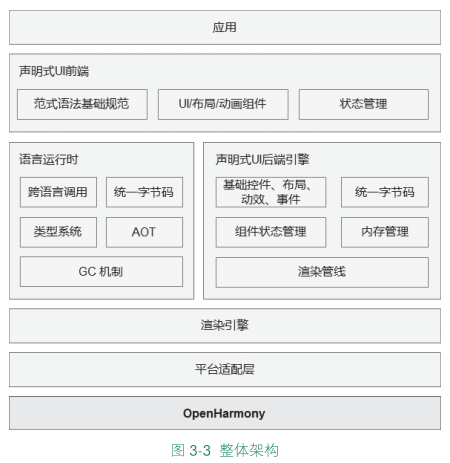 应用
声明式UI前端
范式语法基础规范
UI/布局/动画组件
状态管理
语言运行时
跨语言调用
统一字节码
类型系统
AOT
GC 机制
声明式UI后端引擎
基础控件、布局、
动效、事件
统一字节码
组件状态管理
内存管理
渲染管线
渲染引擎
平台适配层
OpenHarmony
图 3-3 整体架构